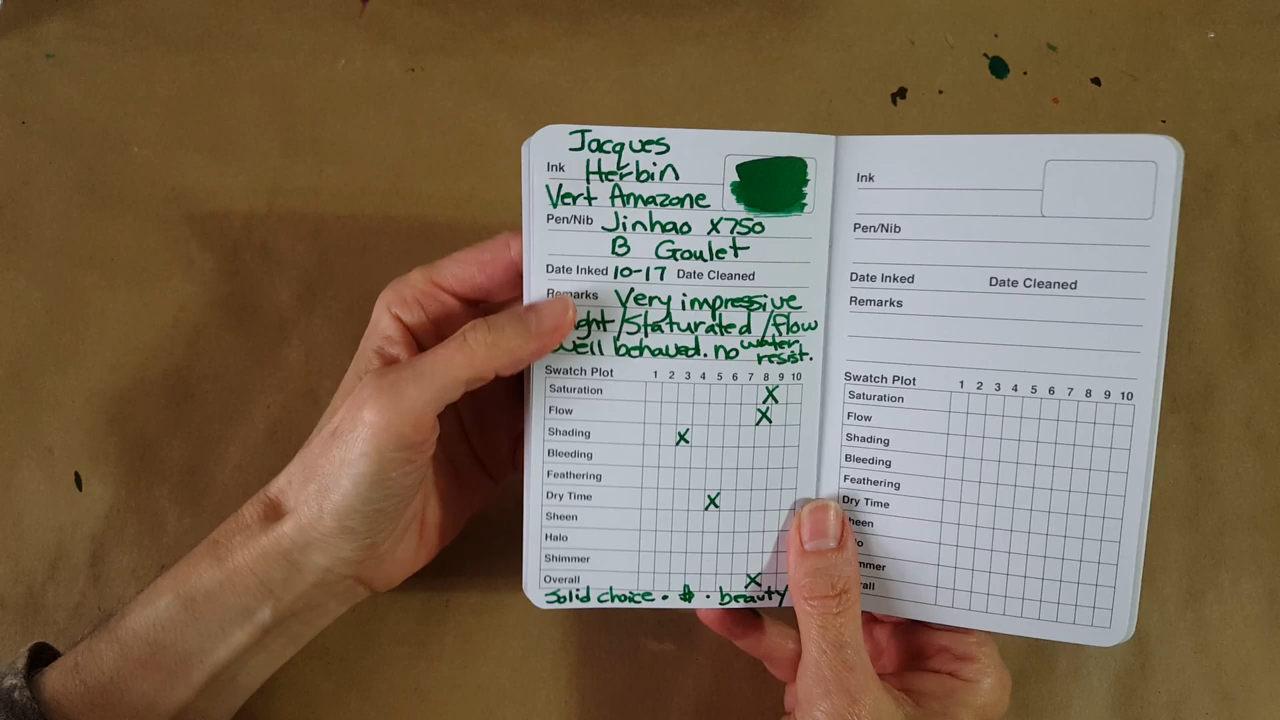 Jacques
Ink Herbin
Vert Amazone
Pen/Nib Jinhao X750
B Goulet
Date Inked 10-17 Date Cleaned
Remarks Very impressive
/Staturated/flow
well behaved. no water resist.
Swatch Plot 1 2 3 4 5 6 7 8 9 10
Saturation X
Flow X
Shading X
Bleeding
Feathering
Dry Time X
Sheen
Halo
Shimmer
Overall X
Solid choice. $. beauty
Ink
Pen/Nib
Date Inked Date Cleaned
Remarks
Swatch Plot 1 2 3 4 5 6 7 8 9 10
Saturation
Flow
Shading
Bleeding
Feathering
Dry Time
heen
lo
mmer
rall